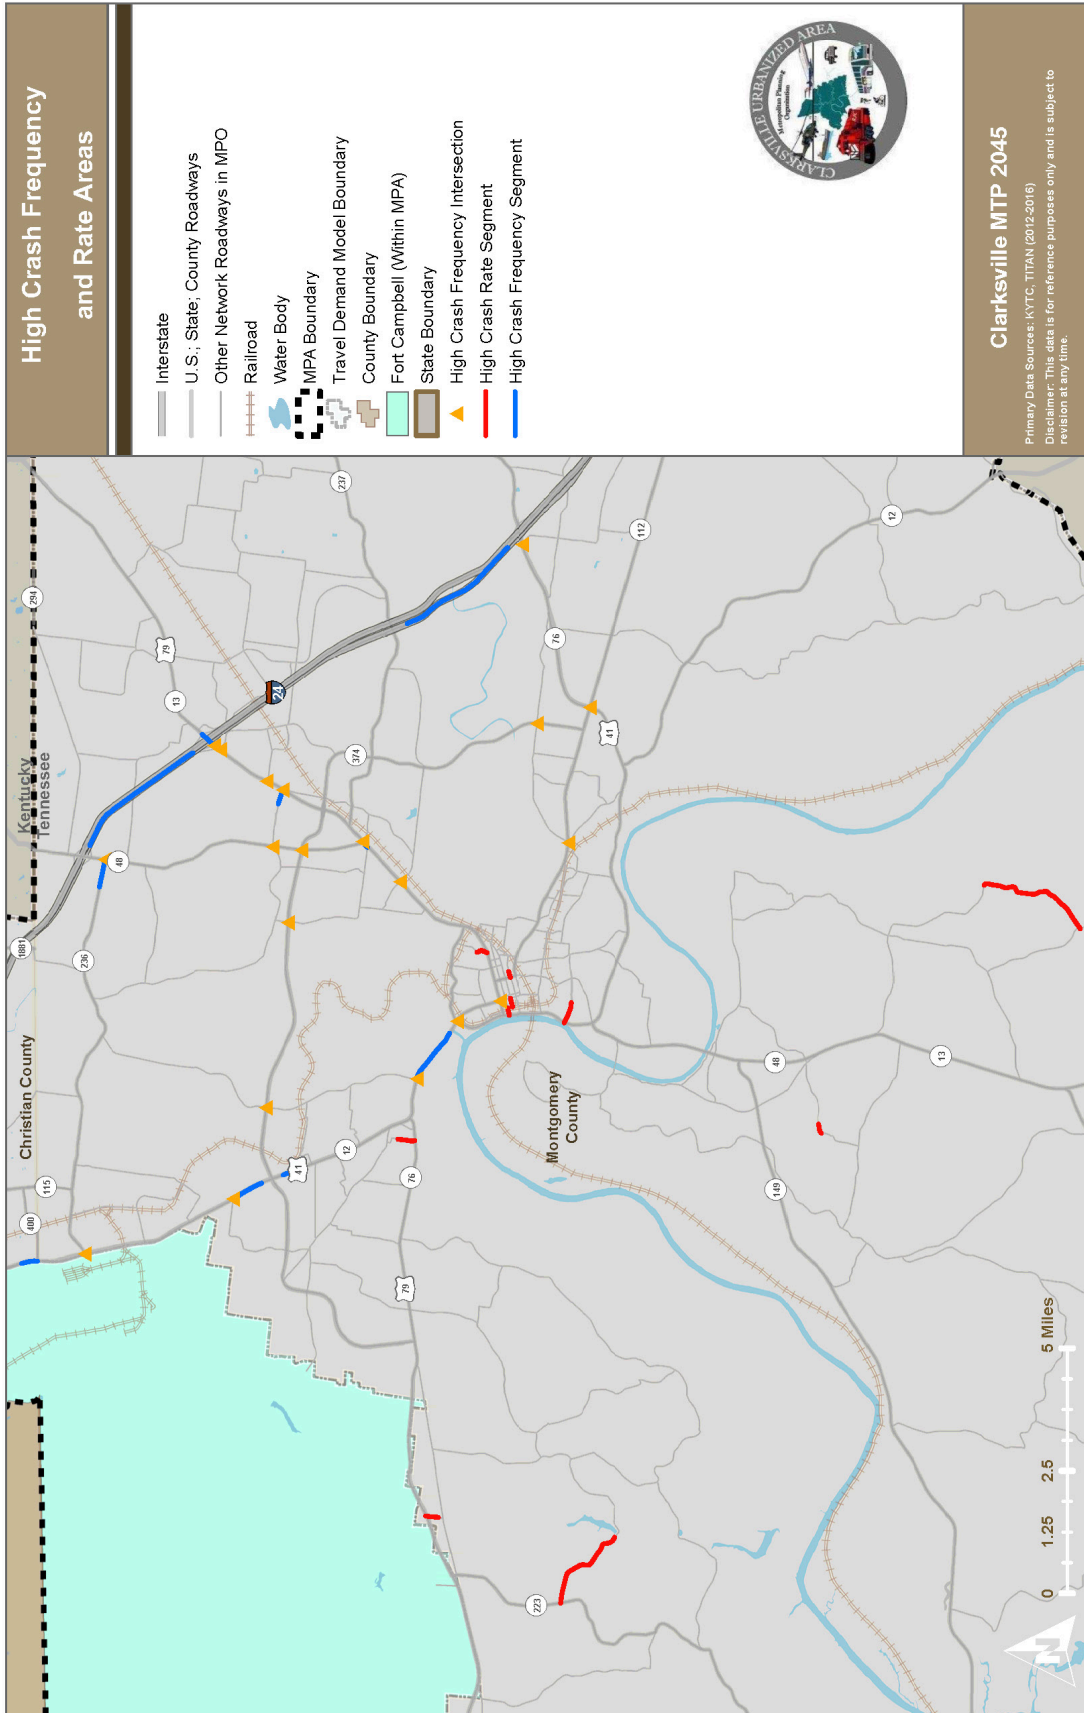 High Crash Frequency
and Rate Areas
Interstate
U.S.; State; County Roadways
Other Network Roadways in MPO
Railroad
Water Body
MPA Boundary
Travel Demand Model Boundary
County Boundary
Fort Campbell (Within MPA)
State Boundary
High Crash Frequency Intersection
High Crash Rate Segment
High Crash Frequency Segment
CLARKSVILLE URBANIZED AREA
Metropolitan Planning
Organization
Clarksville MTP 2045
Primary Data Sources: KYTC, TITAN (2012-2016)
Disclaimer: This data is for reference purposes only and is subject to
revision at any time.
Kentucky
Tennessee
Christian County
Montgomery
County
294
237
79
13
24
374
48
1881
236
115
400
41
12
76
79
112
12
76
41
48
13
149
223
0
1.25
2.5
5 Miles
N